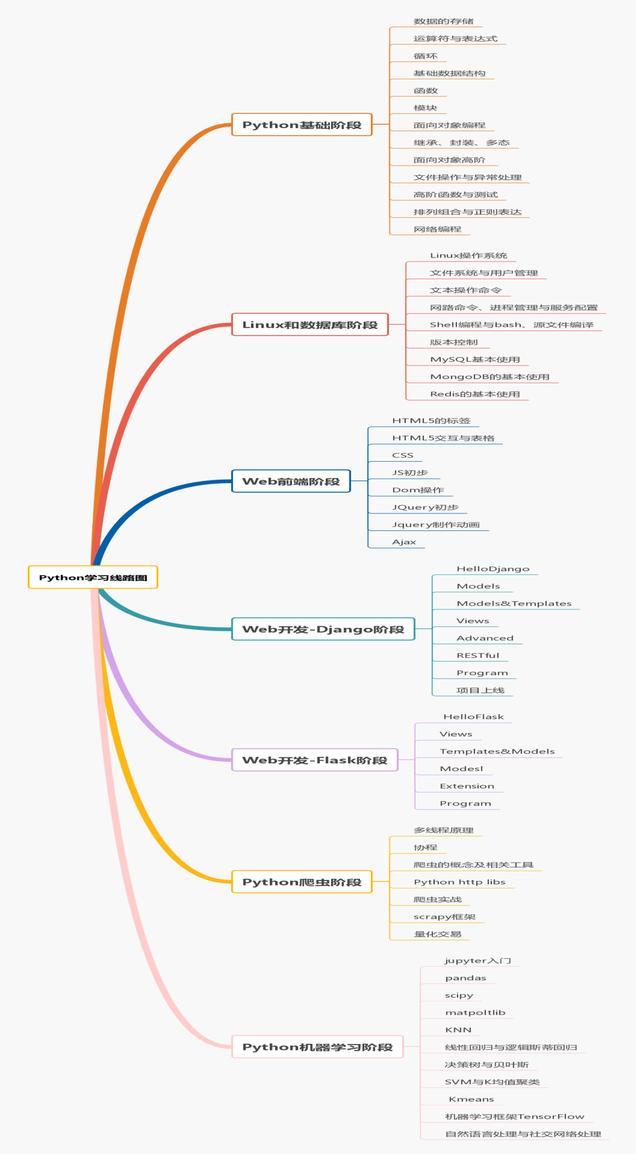 Python学习线路图
Python基础阶段
数据的存储
运算符与表达式
循环
基础数据结构
函数
模块
面向对象编程
继承、封装、多态
面向对象高阶
文件操作与异常处理
高阶函数与测试
排列组合与正则表达
网络编程
Linux和数据库阶段
Linux操作系统
文件系统与用户管理
文本操作命令
网路命令、进程管理与服务配置
Shell编程与bash，源文件编译
版本控制
MySQL基本使用
MongoDB的基本使用
Redis的基本使用
Web前端阶段
HTML5的标签
HTML5交互与表格
CSS
JS初步
Dom操作
JQuery初步
Jquery制作动画
Ajax
Web开发-Django阶段
HelloDjango
Models
Models&Templates
Views
Advanced
RESTful
Program
项目上线
Web开发-Flask阶段
HelloFlask
Views
Templates&Models
Modesl
Extension
Program
Python爬虫阶段
多线程原理
协程
爬虫的概念及相关工具
Python http libs
爬虫实战
scrapy框架
量化交易
Python机器学习阶段
jupyter入门
pandas
scipy
matpoltlib
KNN
线性回归与逻辑斯蒂回归
决策树与贝叶斯
SVM与K均值聚类
Kmeans
机器学习框架TensorFlow
自然语言处理与社交网络处理